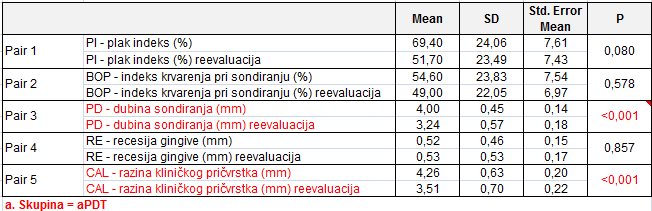 Mean SD Std. Error Mean P
Pair 1 PI - plak indeks (%) 69,40 24,06 7,61 0,080
PI - plak indeks (%) reevaluacija 51,70 23,49 7,43
Pair 2 BOP - indeks krvarenja pri sondiranju (%) 54,60 23,83 7,54 0,578
BOP - indeks krvarenja pri sondiranju (%) reevaluacija 49,00 22,05 6,97
Pair 3 PD - dubina sondiranja (mm) 4,00 0,45 0,14 <0,001
PD - dubina sondiranja (mm) reevaluacija 3,24 0,57 0,18
Pair 4 RE - recesija gingive (mm) 0,52 0,46 0,15 0,857
RE - recesija gingive (mm) reevaluacija 0,53 0,53 0,17
Pair 5 CAL - razina kliničkog pričvrstka (mm) 4,26 0,63 0,20 <0,001
CAL - razina kliničkog pričvrstka (mm) reevaluacija 3,51 0,70 0,22
a. Skupina = aPDT